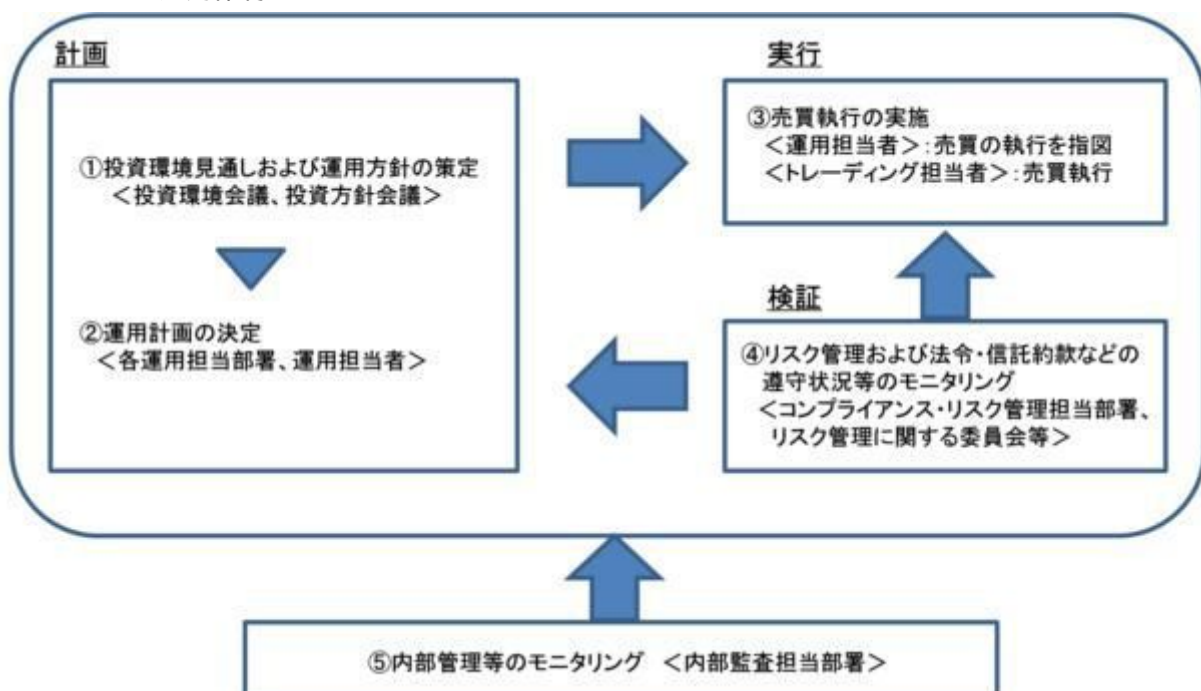 計画
①投資環境見通しおよび運用方針の策定
<投資環境会議、投資方針会議>
②運用計画の決定
<各運用担当部署、運用担当者>
実行
③売買執行の実施
<運用担当者>:売買の執行を指図
<トレーディング担当者>:売買執行
検証
④リスク管理および法令・信託約款などの
遵守状況等のモニタリング
<コンプライアンス・リスク管理担当部署、
リスク管理に関する委員会等>
⑤内部管理等のモニタリング <内部監査担当部署>